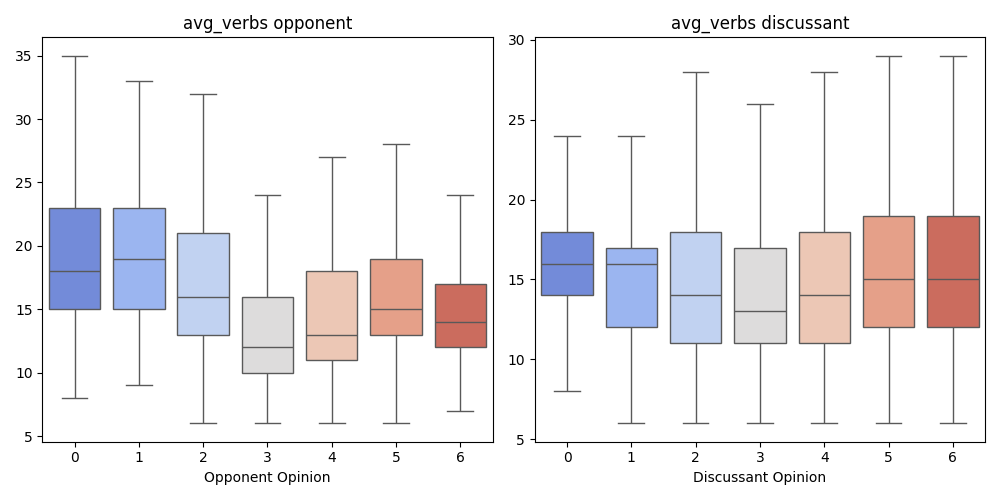 avg_verbs opponent
35
30
25
20
15
10
5
0 1 2 3 4 5 6
Opponent Opinion
avg_verbs discussant
30
25
20
15
10
5
0 1 2 3 4 5 6
Discussant Opinion